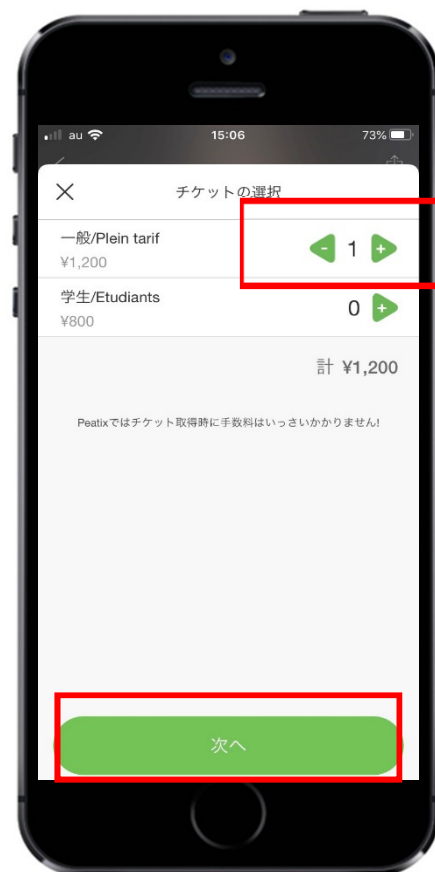 au 15:06 73%
チケットの選択
一般/Plein tarif
¥1,200
- 1 +
学生/Etudiants
¥800
0 +
計 ¥1,200
Peatixではチケット取得時に手数料はいっさいかかりません!
次へ